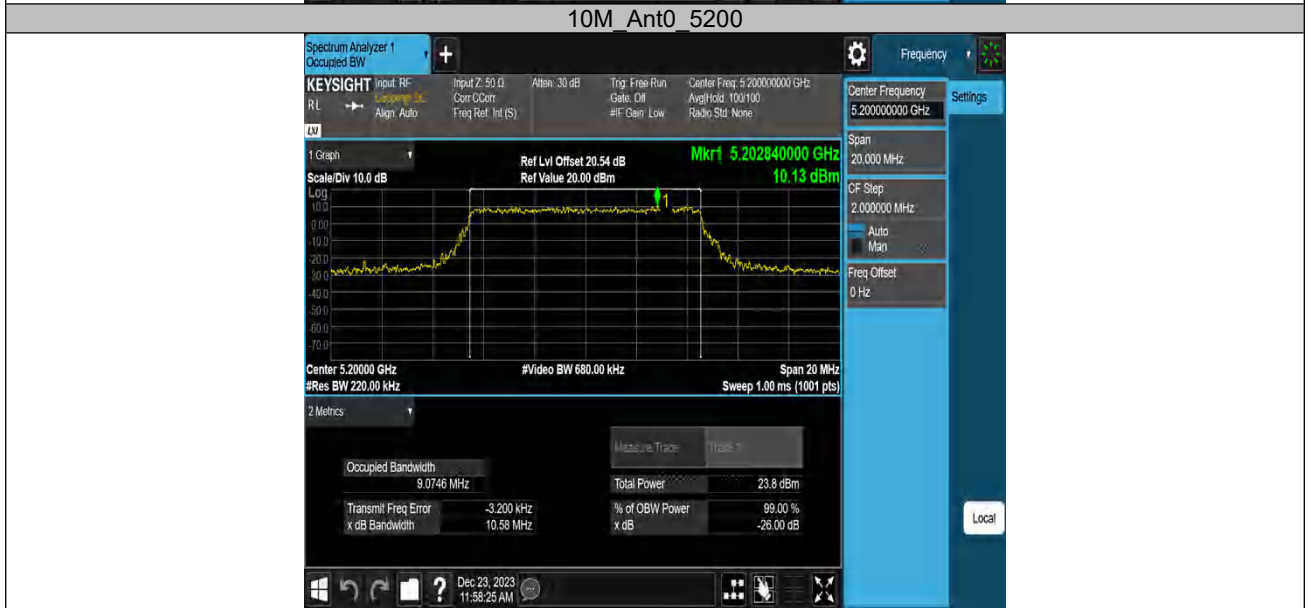 10M_Ant0_5200
Spectrum Analyzer 1
Occupied BW
Frequency
KEYSIGHT Input: RF
Input Z: 50 Ω
Atten: 30 dB
Trig: Free Run
Center Freq: 5.200000000 GHz
RL
Align: Auto
Corr CCorr
Freq Ref: Int (S)
Gate: Off
#IF Gain: Low
Avg|Hold: 100/100
Radio Std: None
LXI
Center Frequency
5.200000000 GHz
Settings
Span
20.000 MHz
CF Step
2.000000 MHz
Auto
Man
Freq Offset
0 Hz
1 Graph
Ref Lvl Offset 20.54 dB
Mkr1 5.202840000 GHz
Scale/Div 10.0 dB
Ref Value 20.00 dBm
10.13 dBm
Log
10.0
0.00
-10.0
-20.0
-30.0
-40.0
-50.0
-60.0
-70.0
1
Center 5.20000 GHz
#Video BW 680.00 kHz
Span 20 MHz
#Res BW 220.00 kHz
Sweep 1.00 ms (1001 pts)
2 Metrics
Measure Trace
Trace 1
Occupied Bandwidth
9.0746 MHz
Total Power
23.8 dBm
Transmit Freq Error
-3.200 kHz
% of OBW Power
99.00 %
x dB Bandwidth
10.58 MHz
x dB
-26.00 dB
Local
Dec 23, 2023
11:58:25 AM